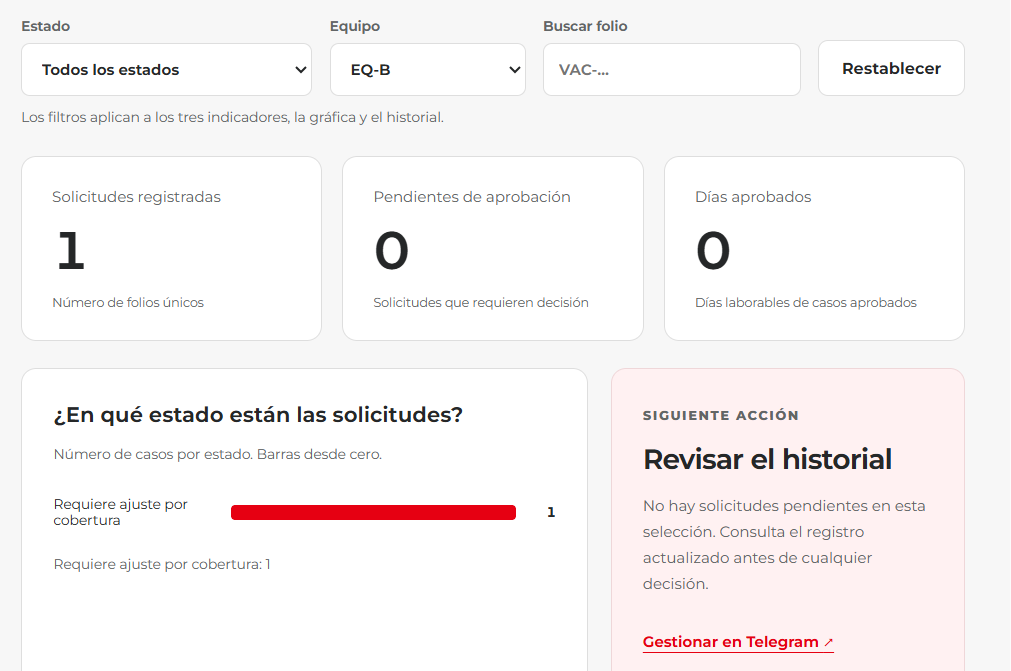 Estado
Equipo
Buscar folio
Todos los estados
EQ-B
VAC-...
Restablecer
Los filtros aplican a los tres indicadores, la gráfica y el historial.
Solicitudes registradas
1
Número de folios únicos
Pendientes de aprobación
0
Solicitudes que requieren decisión
Días aprobados
0
Días laborables de casos aprobados
¿En qué estado están las solicitudes?
Número de casos por estado. Barras desde cero.
Requiere ajuste por
cobertura
1
Requiere ajuste por cobertura: 1
SIGUIENTE ACCIÓN
Revisar el historial
No hay solicitudes pendientes en esta
selección. Consulta el registro
actualizado antes de cualquier
decisión.
Gestionar en Telegram ↗